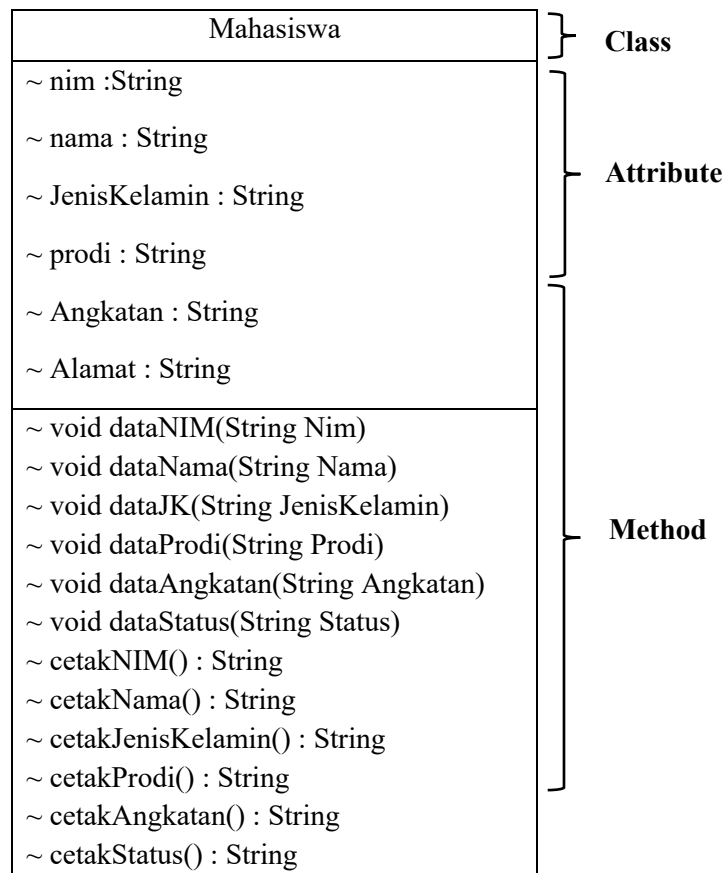 Mahasiswa
Class
~ nim :String
~ nama : String
~ JenisKelamin : String
~ prodi : String
~ Angkatan : String
~ Alamat : String
Attribute
~ void dataNIM(String Nim)
~ void dataNama(String Nama)
~ void dataJK(String JenisKelamin)
~ void dataProdi(String Prodi)
~ void dataAngkatan(String Angkatan)
~ void dataStatus(String Status)
~ cetakNIM() : String
~ cetakNama() : String
~ cetakJenisKelamin() : String
~ cetakProdi() : String
~ cetakAngkatan() : String
~ cetakStatus() : String
Method